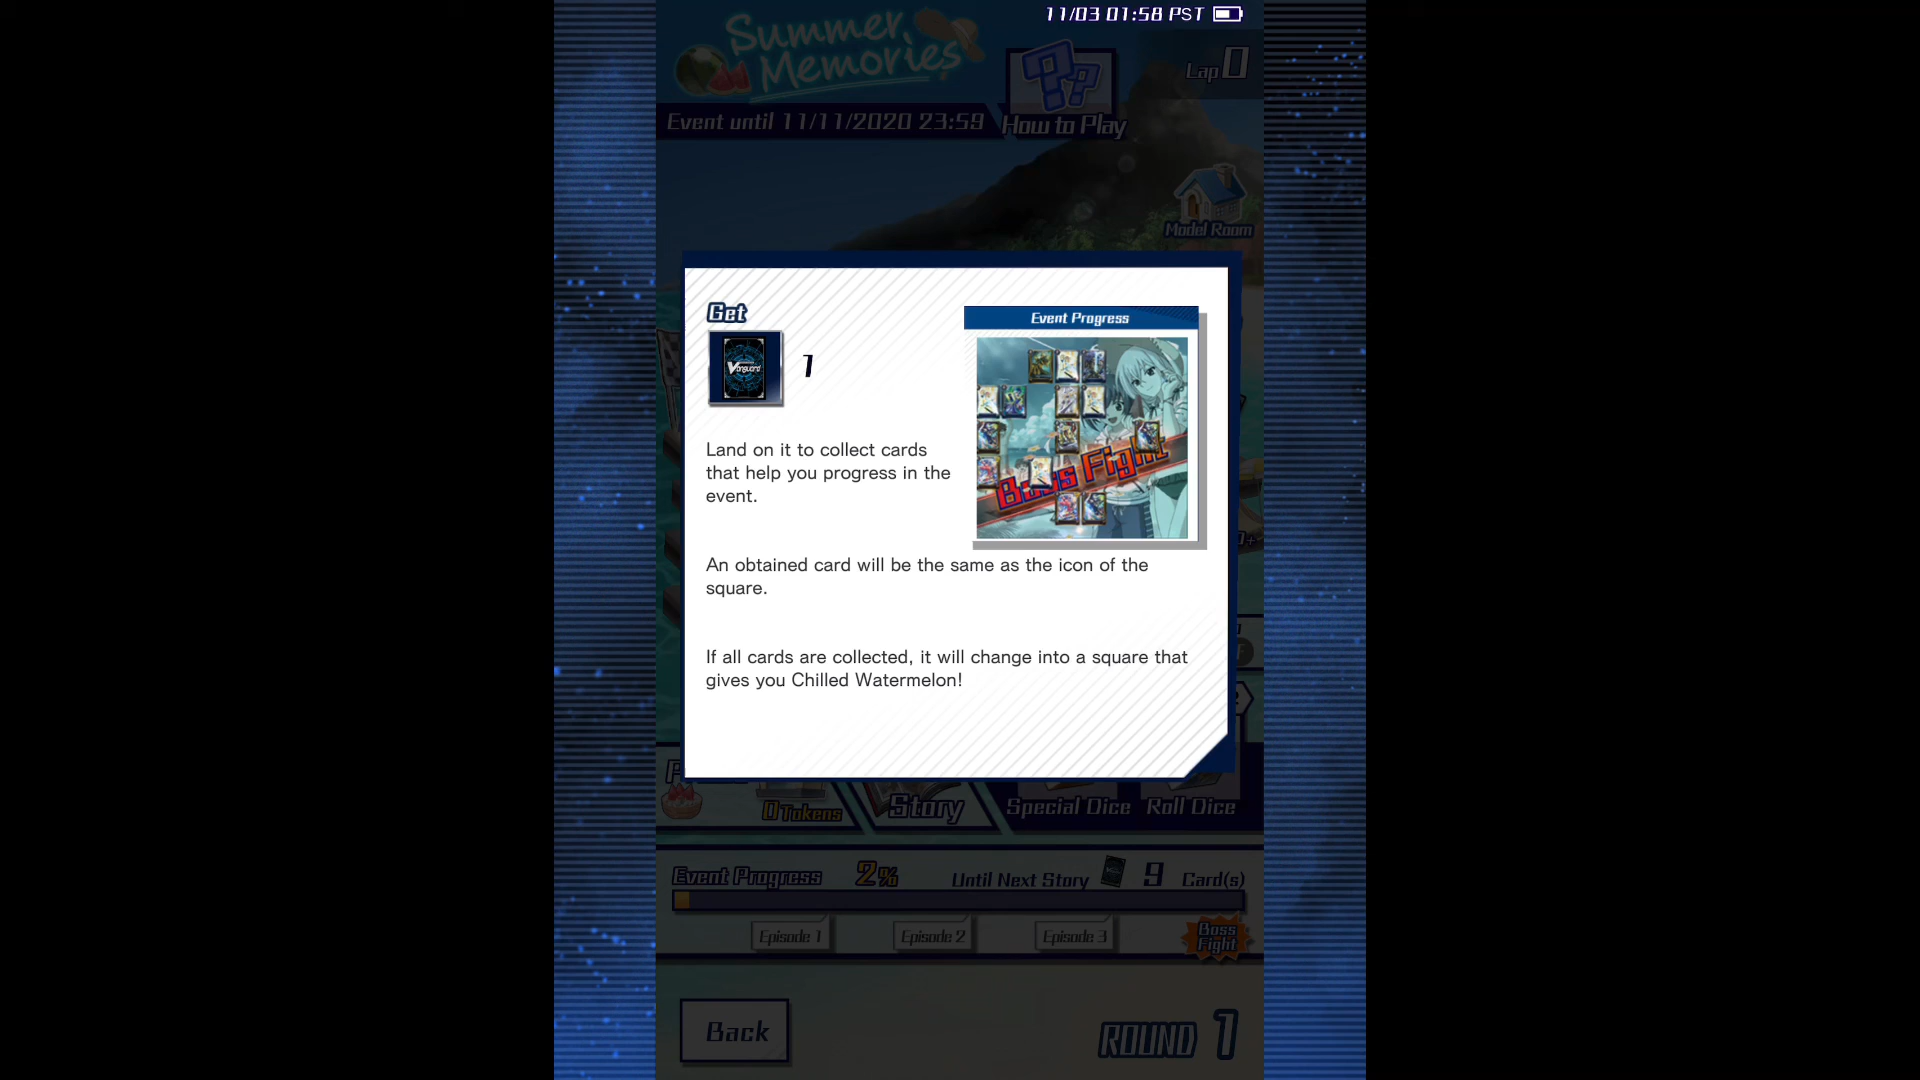 11/03 01:58 PST
Summer Memories
Lap 0
Event until 11/11/2020 23:59
How to Play
Model Room
Get
Vanguard
1
Event Progress
Boss Fight
Land on it to collect cards
that help you progress in the
event.
An obtained card will be the same as the icon of the
square.
If all cards are collected, it will change into a square that
gives you Chilled Watermelon!
0 Tokens
Story
Special Dice
Roll Dice
Event Progress 2%
Until Next Story 9 Card(s)
Episode 1
Episode 2
Episode 3
Boss Fight
Back
ROUND 1